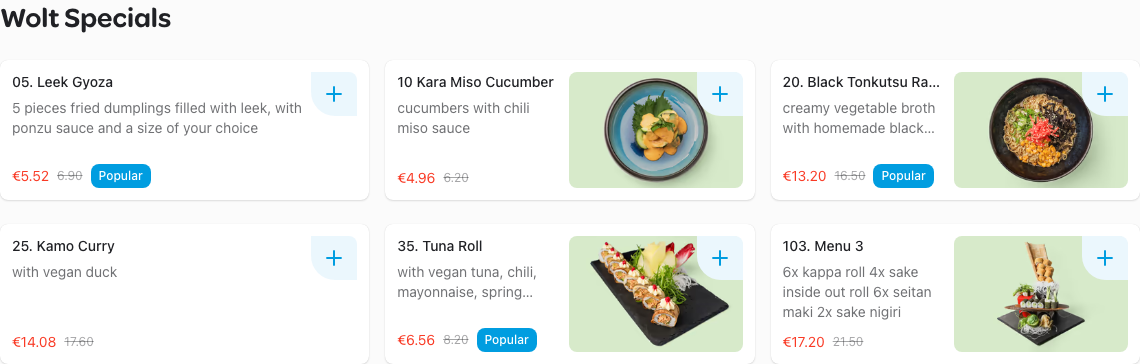 Wolt Specials
05. Leek Gyoza
5 pieces fried dumplings filled with leek, with
ponzu sauce and a size of your choice
€5.52 6.90 Popular
10 Kara Miso Cucumber
cucumbers with chili
miso sauce
€4.96 6.20
20. Black Tonkutsu Ra...
creamy vegetable broth
with homemade black...
€13.20 16.50 Popular
25. Kamo Curry
with vegan duck
€14.08 17.60
35. Tuna Roll
with vegan tuna, chili,
mayonnaise, spring...
€6.56 8.20 Popular
103. Menu 3
6x kappa roll 4x sake
inside out roll 6x seitan
maki 2x sake nigiri
€17.20 21.50